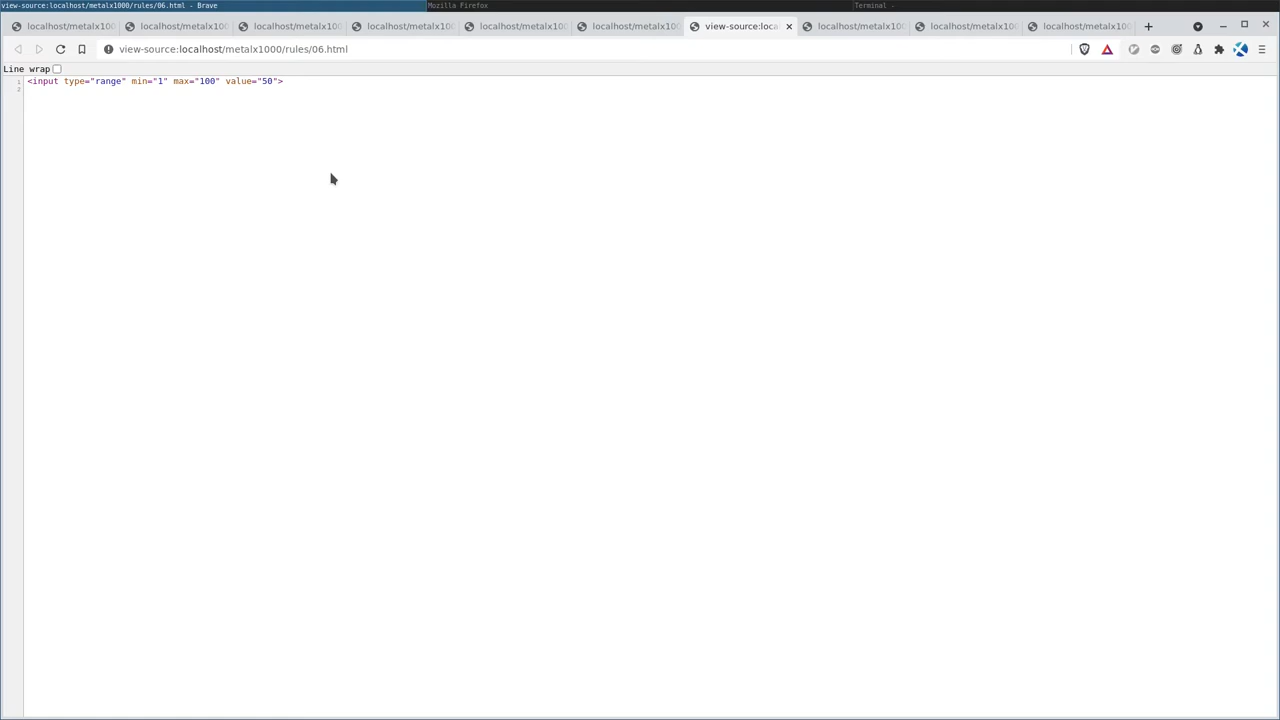 view-source:localhost/metalx1000/rules/06.html - Brave
Mozilla Firefox
Terminal -
localhost/metalx100
localhost/metalx100
localhost/metalx100
localhost/metalx100
localhost/metalx100
localhost/metalx100
view-source:local
localhost/metalx100
localhost/metalx100
localhost/metalx100
view-source:localhost/metalx1000/rules/06.html
Line wrap
1 <input type="range" min="1" max="100" value="50">
2